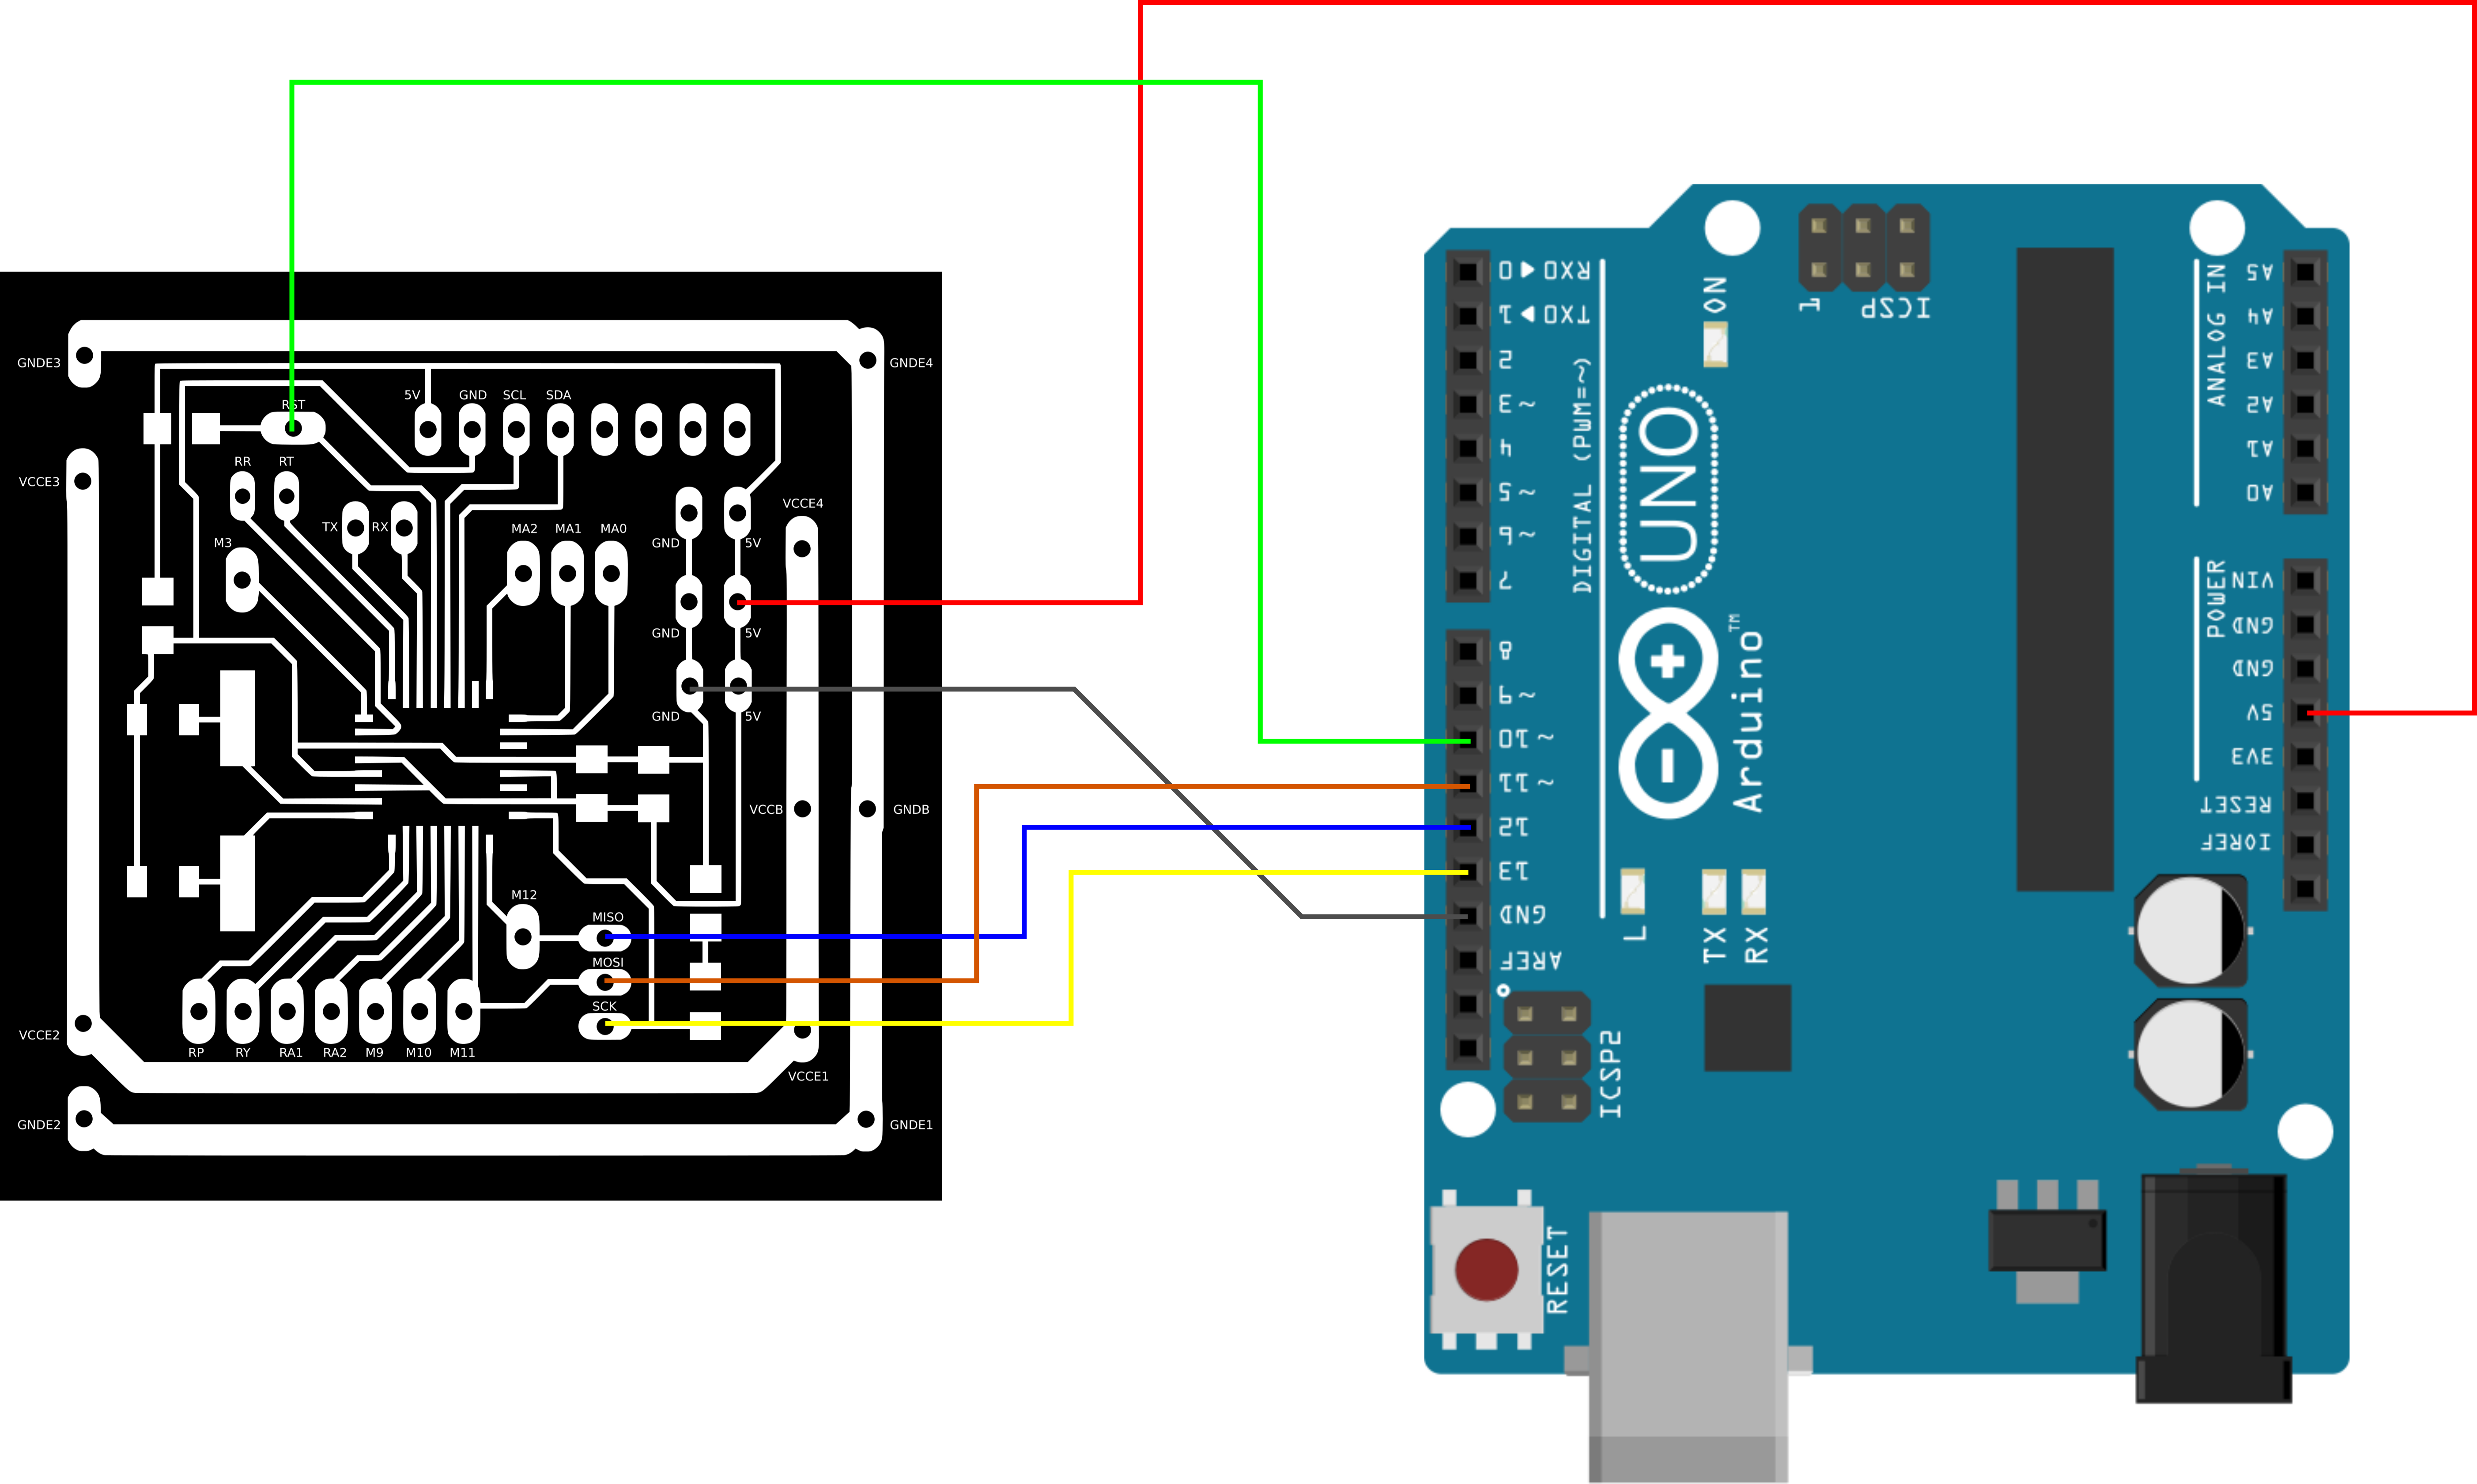 GNDE3
GNDE4
5V
GND
SCL
SDA
RST
RR
RT
VCCE3
VCCE4
TX
RX
MA2
MA1
MA0
M3
GND
5V
GND
5V
GND
5V
VCCB
GNDB
M12
MISO
MOSI
SCK
VCCE2
RP
RY
RA1
RA2
M9
M10
M11
VCCE1
GNDE2
GNDE1
0 RX0
1 TX0
2
3 ~
4
5 ~
6 ~
7
8
9 ~
10 ~
11 ~
12
13
GND
AREF
DIGITAL (PWM=~)
ON
1
ICSP
UNO
Arduino™
L
TX
RX
ICSP2
RESET
ANALOG IN
A5
A4
A3
A2
A1
A0
POWER
VIN
GND
GND
5V
3V3
RESET
IOREF